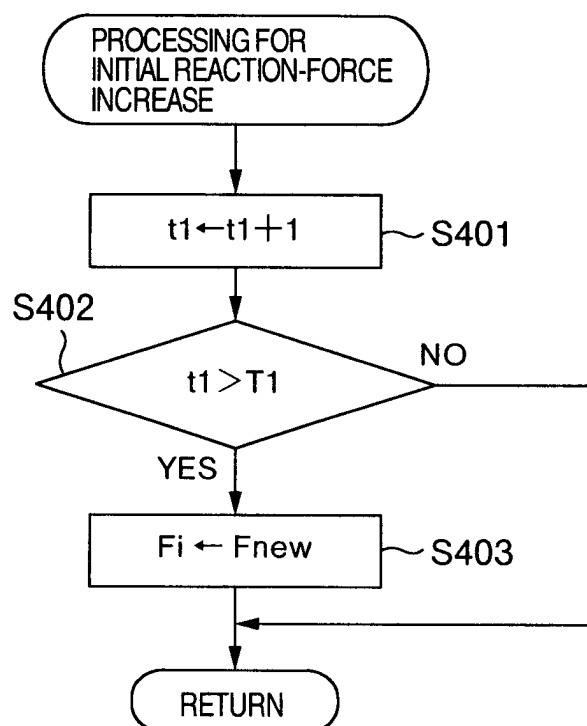 PROCESSING FOR
INITIAL REACTION-FORCE
INCREASE
t1←t1+1
S401
S402
t1>T1
NO
YES
Fi ← Fnew
S403
RETURN